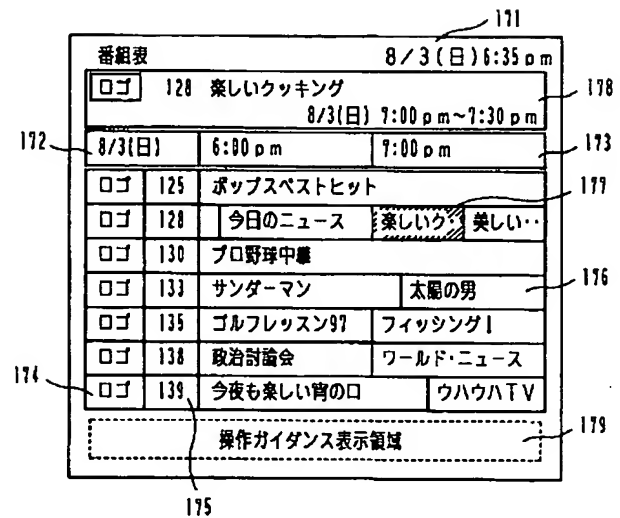 171
番組表 8/3(日)6:35pm
ロゴ 128 楽しいクッキング
8/3(日) 7:00pm~7:30pm
178
172
8/3(日) 6:00pm 7:00pm
173
ロゴ 125 ポップスベストヒット
177
ロゴ 128 今日のニュース 楽しいク・ 美しい・・
ロゴ 130 プロ野球中継
ロゴ 133 サンダーマン 太陽の男
176
ロゴ 135 ゴルフレッスン97 フィッシング!
ロゴ 138 政治討論会 ワールド・ニュース
174
ロゴ 139 今夜も楽しい宵の口 ウハウハTV
操作ガイダンス表示領域
179
175